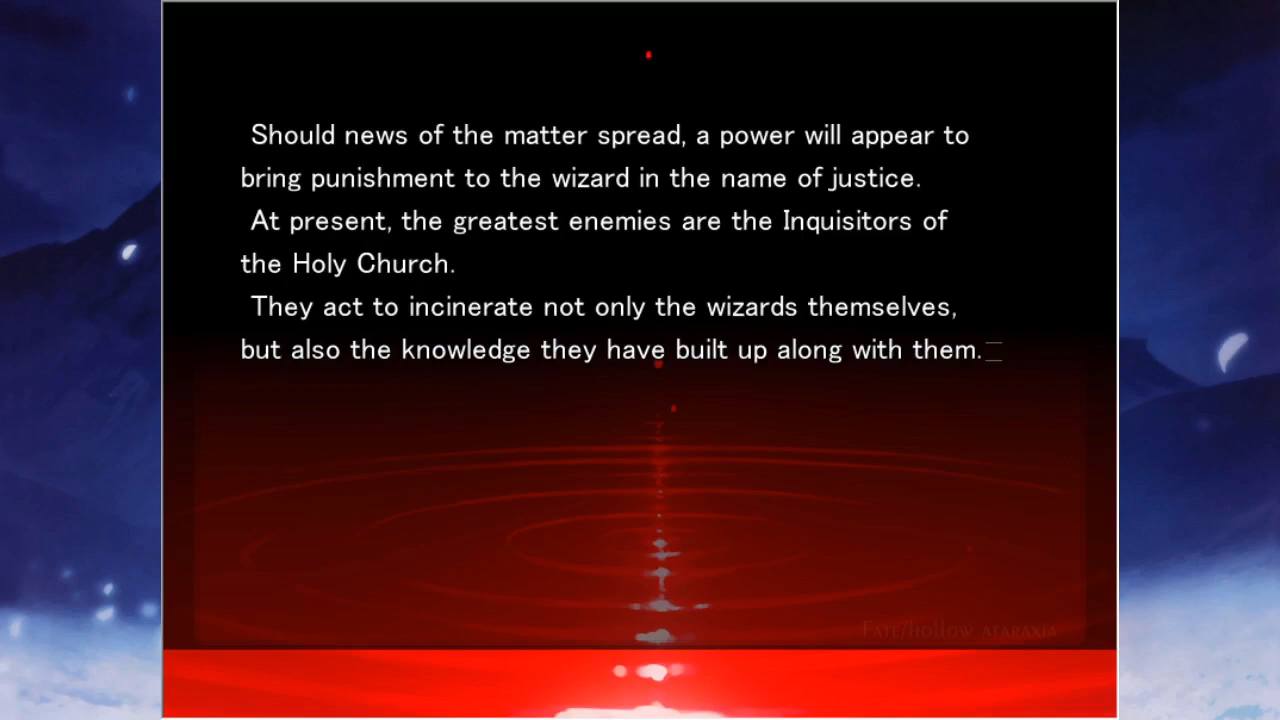 Should news of the matter spread, a power will appear to
bring punishment to the wizard in the name of justice.
At present, the greatest enemies are the Inquisitors of
the Holy Church.
They act to incinerate not only the wizards themselves,
but also the knowledge they have built up along with them.
Fate/hollow ataraxia